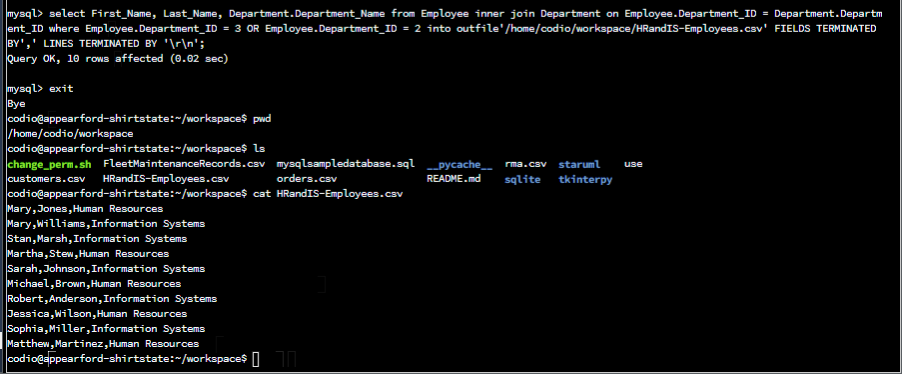 mysql> select First_Name, Last_Name, Department.Department_Name from Employee inner join Department on Employee.Department_ID = Department.Departm
ent_ID where Employee.Department_ID = 3 OR Employee.Department_ID = 2 into outfile'/home/codio/workspace/HRandIS-Employees.csv' FIELDS TERMINATED
BY',' LINES TERMINATED BY '\r\n';
Query OK, 10 rows affected (0.02 sec)
mysql> exit
Bye
codio@appearford-shirtstate:~/workspace$ pwd
/home/codio/workspace
codio@appearford-shirtstate:~/workspace$ ls
change_perm.sh FleetMaintenanceRecords.csv mysqlsampledatabase.sql __pycache__ rma.csv staruml use
customers.csv HRandIS-Employees.csv orders.csv README.md sqlite tkinterpy
codio@appearford-shirtstate:~/workspace$ cat HRandIS-Employees.csv
Mary,Jones,Human Resources
Mary,Williams,Information Systems
Stan,Marsh,Information Systems
Martha,Stew,Human Resources
Sarah,Johnson,Information Systems
Michael,Brown,Human Resources
Robert,Anderson,Information Systems
Jessica,Wilson,Human Resources
Sophia,Miller,Information Systems
Matthew,Martinez,Human Resources
codio@appearford-shirtstate:~/workspace$